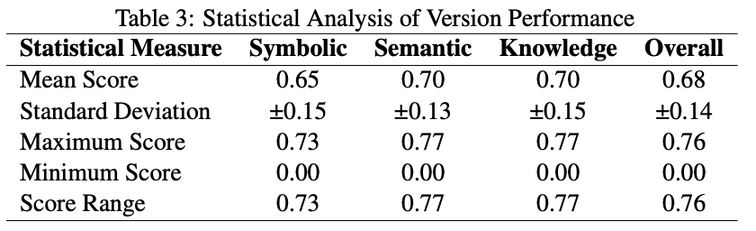 Table 3: Statistical Analysis of Version Performance
Statistical Measure Symbolic Semantic Knowledge Overall
Mean Score 0.65 0.70 0.70 0.68
Standard Deviation ±0.15 ±0.13 ±0.15 ±0.14
Maximum Score 0.73 0.77 0.77 0.76
Minimum Score 0.00 0.00 0.00 0.00
Score Range 0.73 0.77 0.77 0.76